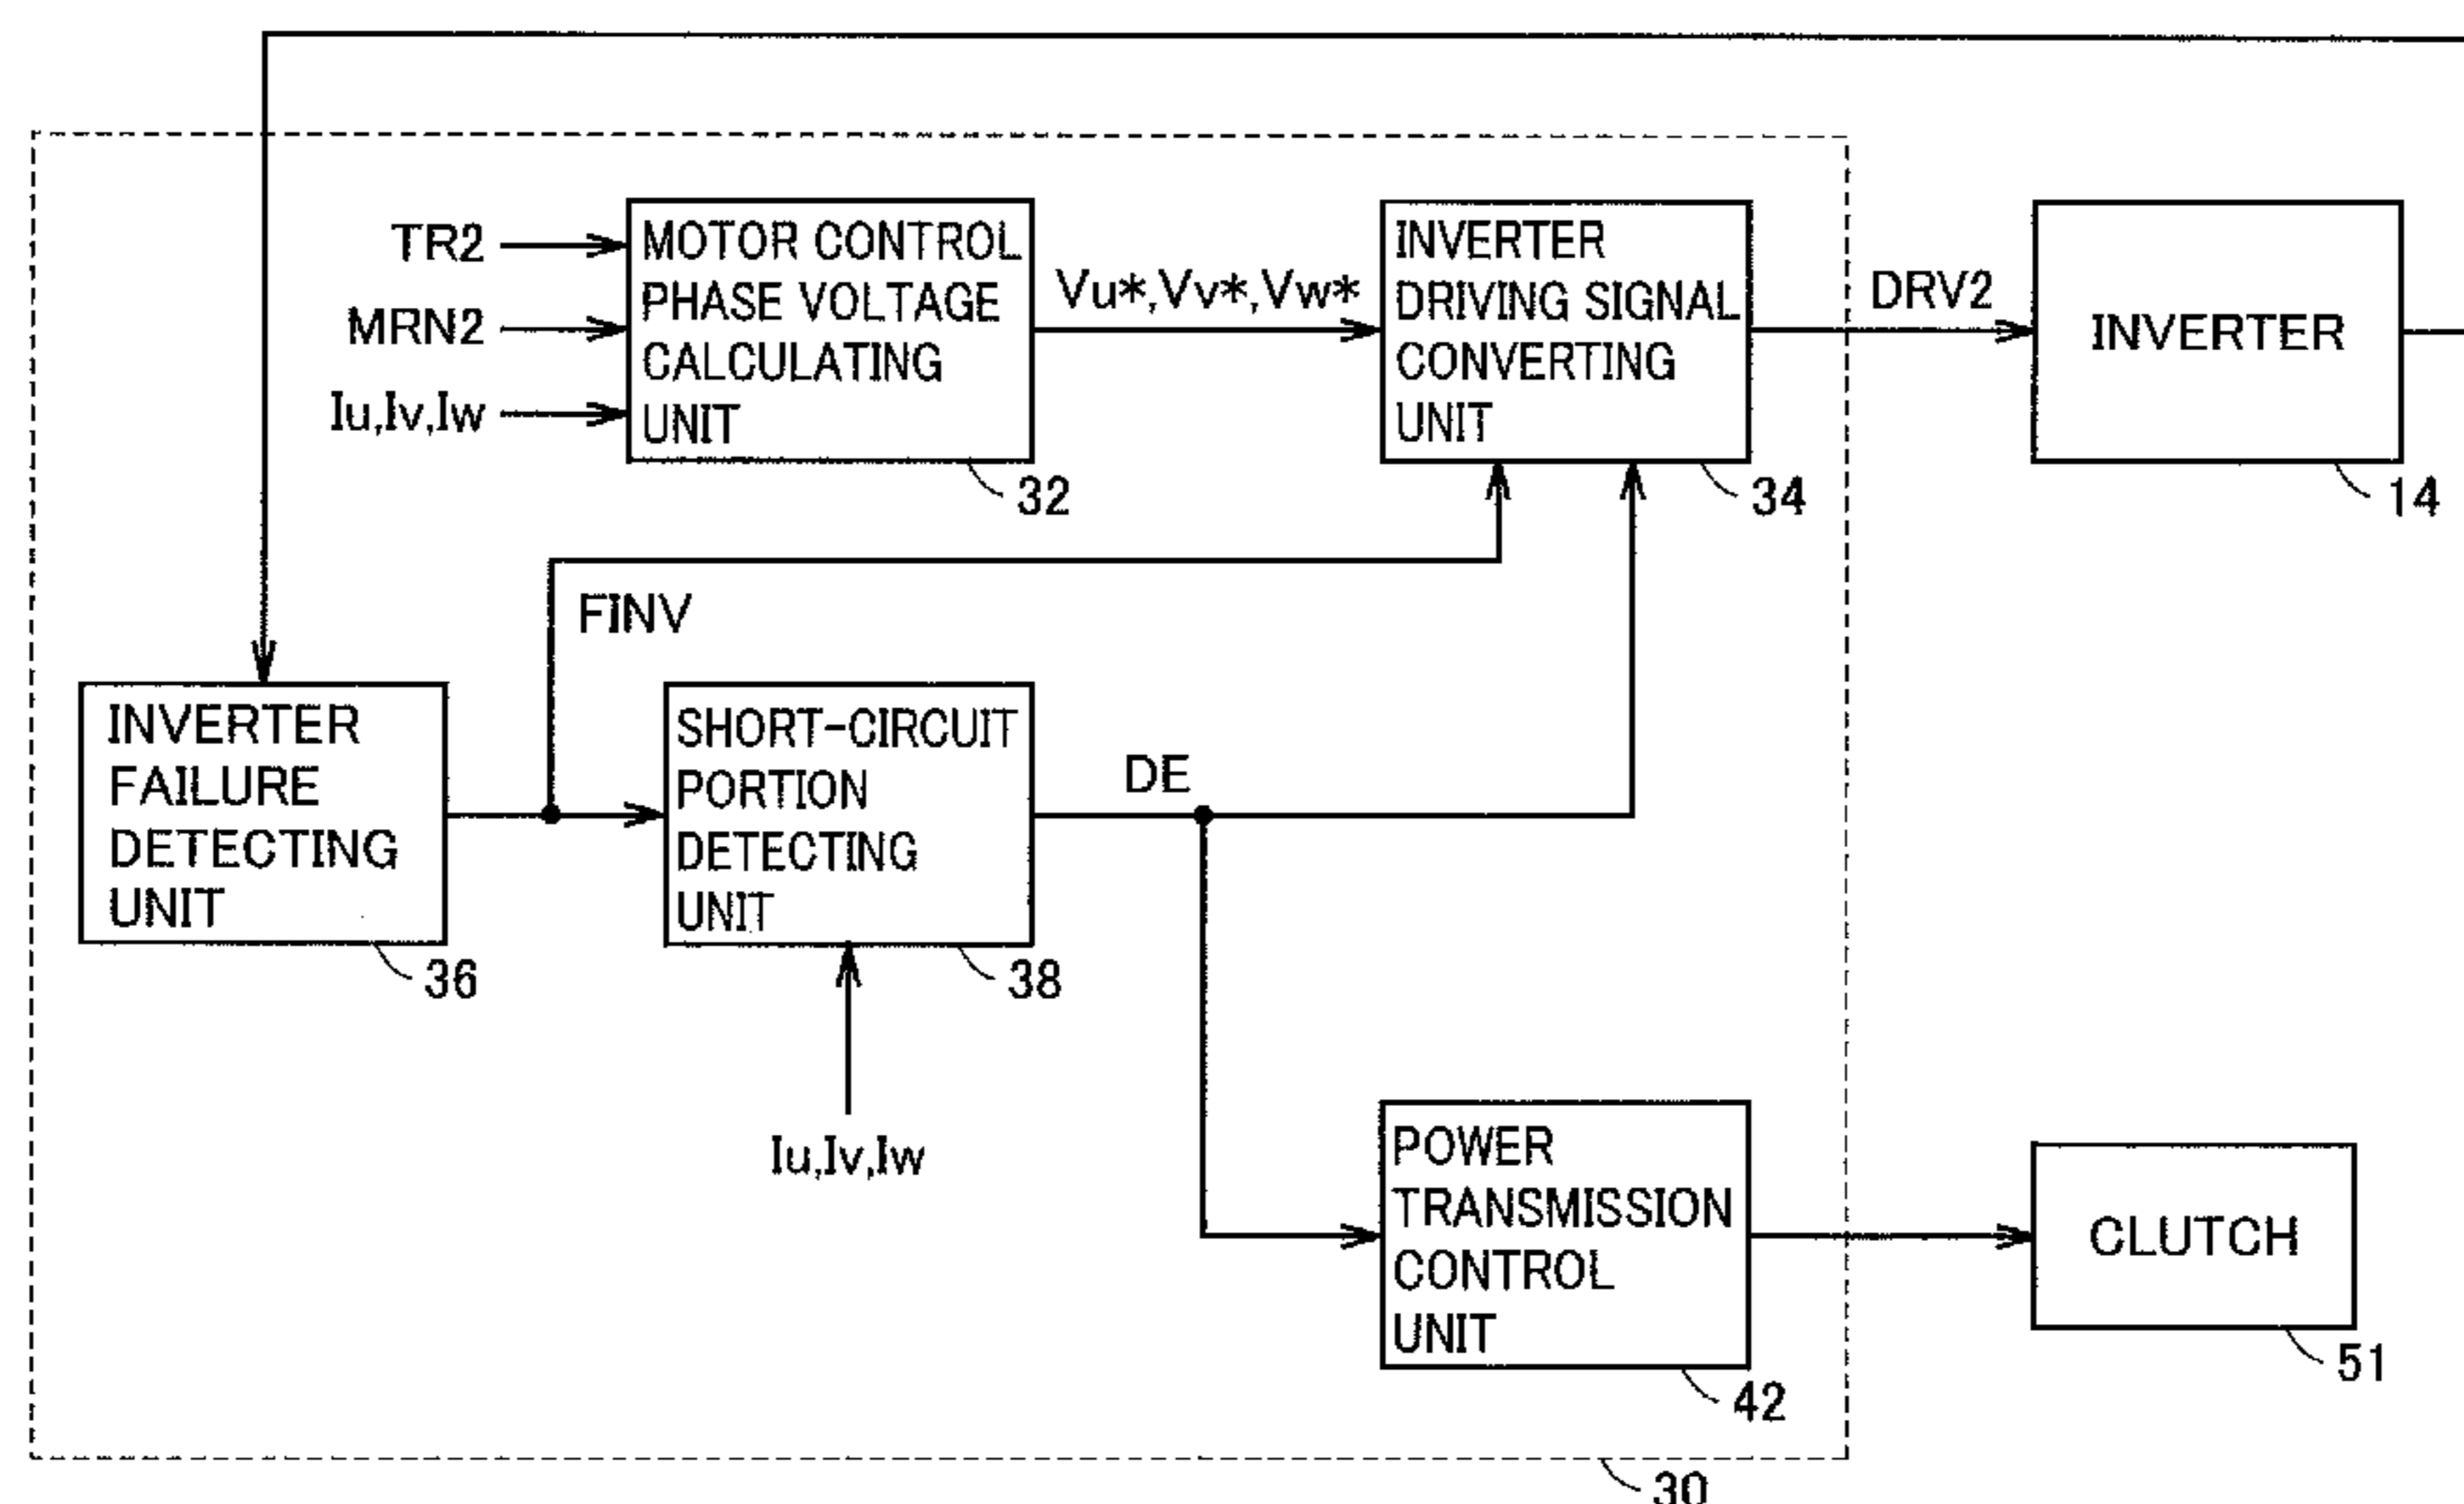 TR2
MRN2
Iu,Iv,Iw
MOTOR CONTROL
PHASE VOLTAGE
CALCULATING
UNIT
32
Vu*,Vv*,Vw*
INVERTER
DRIVING SIGNAL
CONVERTING
UNIT
34
DRV2
INVERTER
14
FINV
INVERTER
FAILURE
DETECTING
UNIT
36
SHORT-CIRCUIT
PORTION
DETECTING
UNIT
38
DE
Iu,Iv,Iw
POWER
TRANSMISSION
CONTROL
UNIT
42
CLUTCH
51
30